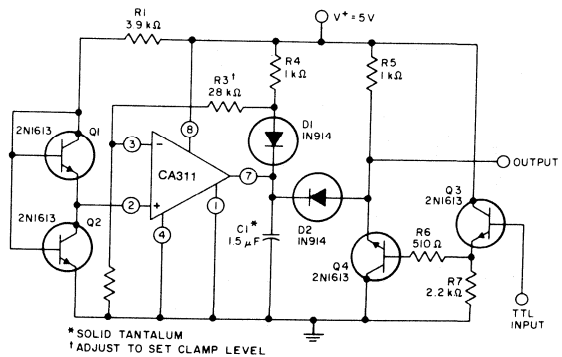 R1
3.9 kΩ
V+ = 5V
R4
1kΩ
R5
1kΩ
R3†
28 kΩ
2N1613
Q1
D1
1N914
8
3
−
CA311
7
OUTPUT
2N1613
Q2
2
+
1
4
D2
1N914
Q3
2N1613
C1*
1.5 μF
Q4
2N1613
R6
510 Ω
R7
2.2 kΩ
TTL
INPUT
* SOLID TANTALUM
† ADJUST TO SET CLAMP LEVEL